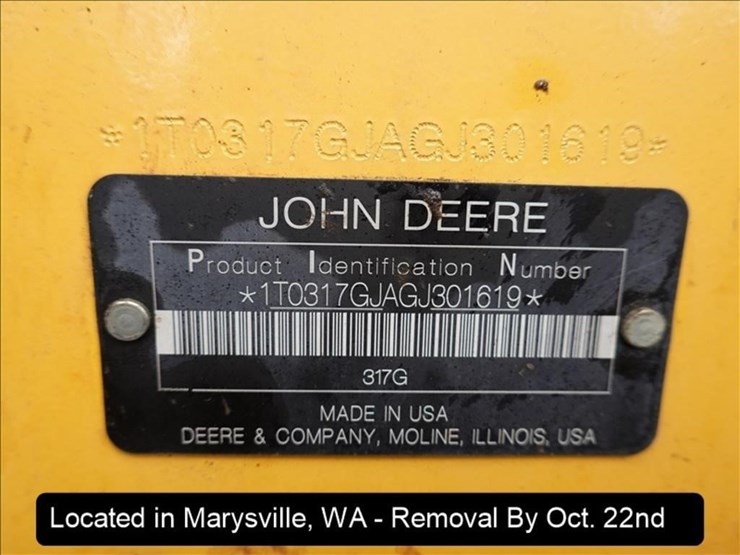 *1T0317GJAGJ301619*
JOHN DEERE
Product Identification Number
*1T0317GJAGJ301619*
317G
MADE IN USA
DEERE & COMPANY, MOLINE, ILLINOIS, USA
Located in Marysville, WA - Removal By Oct. 22nd